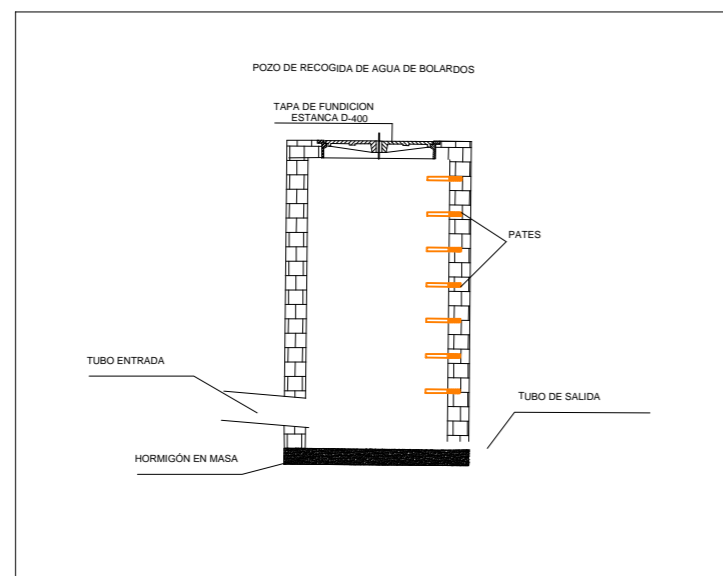 POZO DE RECOGIDA DE AGUA DE BOLARDOS
TAPA DE FUNDICION
ESTANCA D-400
PATES
TUBO ENTRADA
TUBO DE SALIDA
HORMIGÓN EN MASA